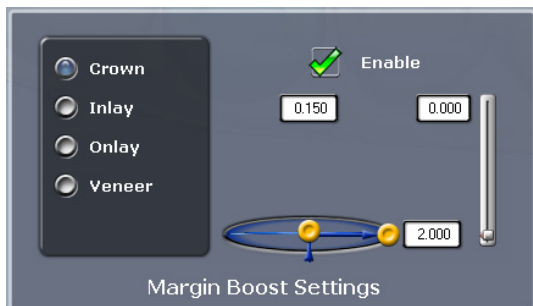 Crown
Enable
Inlay
0.150
0.000
Onlay
Veneer
2.000
Margin Boost Settings